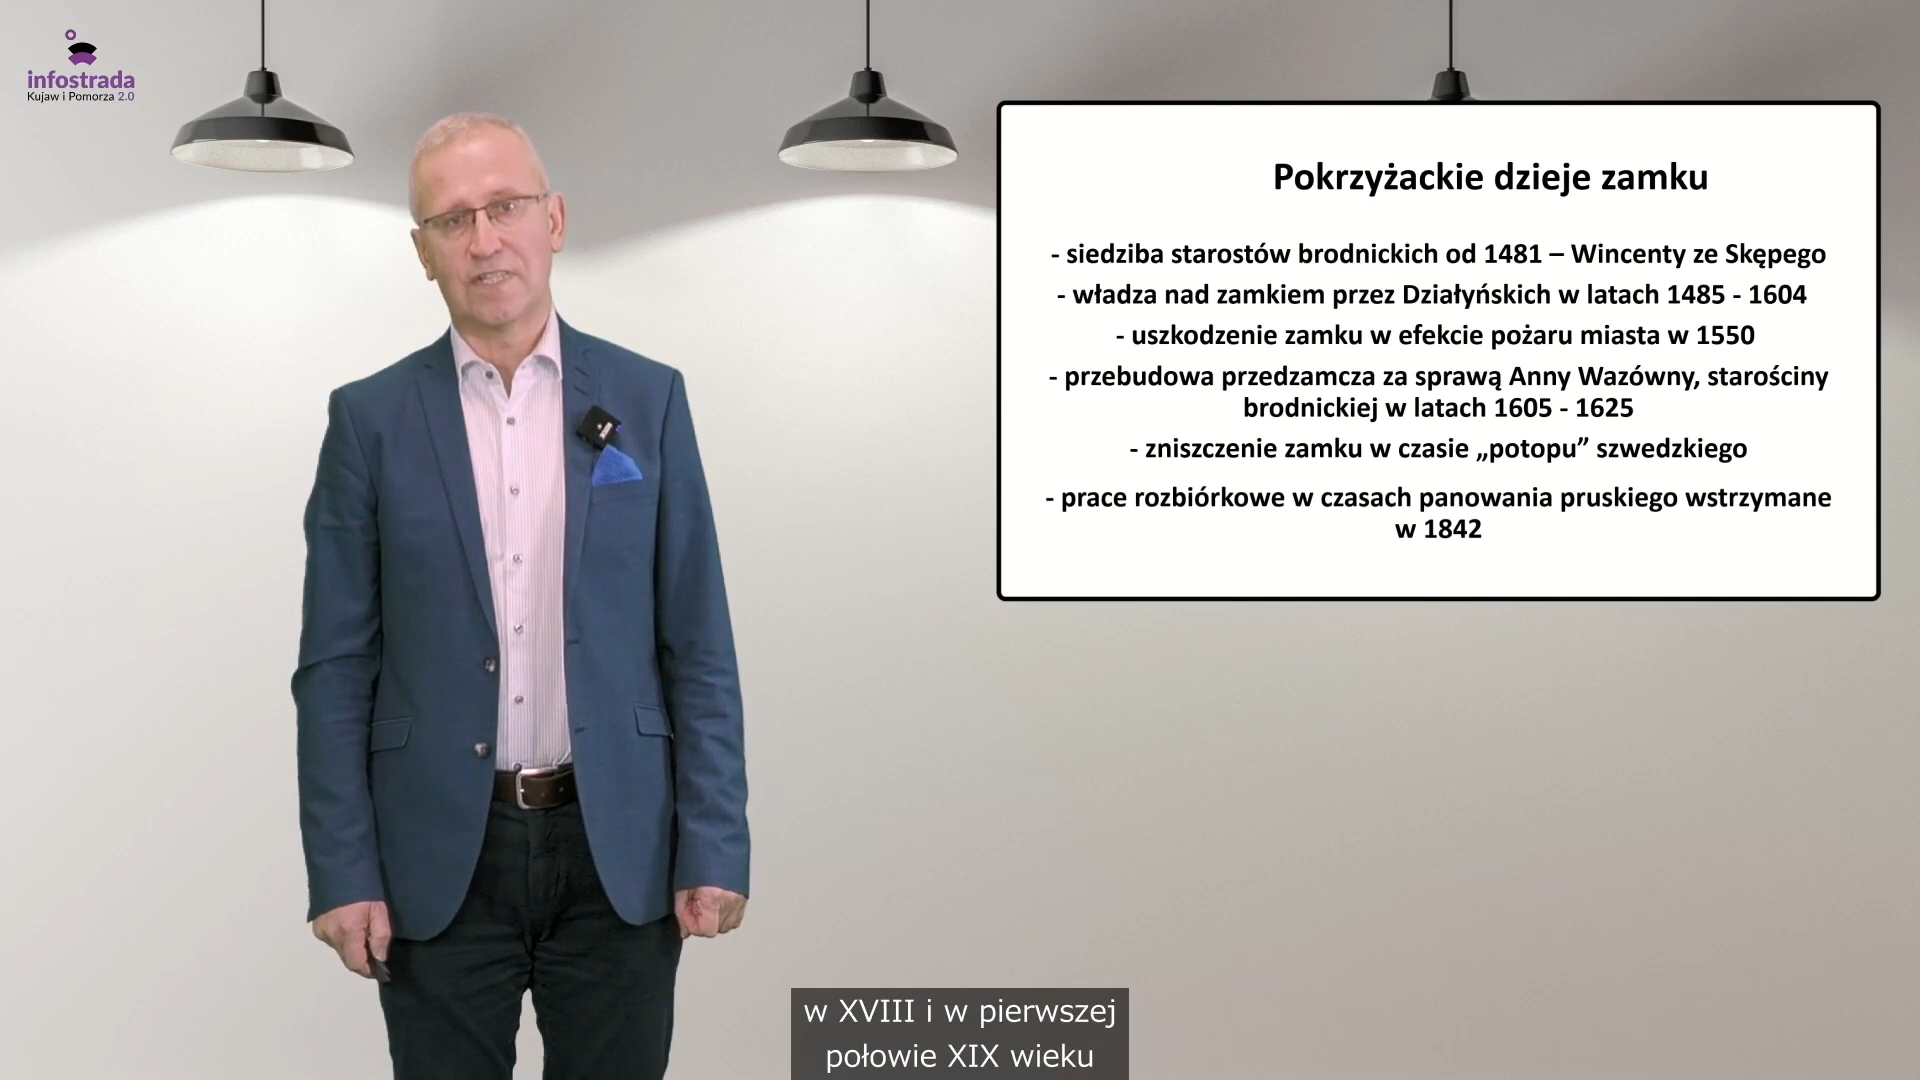 infostrada
Kujaw i Pomorza 2.0
Pokrzyżackie dzieje zamku
- siedziba starostów brodnickich od 1481 – Wincenty ze Skępego
- władza nad zamkiem przez Działyńskich w latach 1485 - 1604
- uszkodzenie zamku w efekcie pożaru miasta w 1550
- przebudowa przedzamcza za sprawą Anny Wazówny, starościny
brodnickiej w latach 1605 - 1625
- zniszczenie zamku w czasie „potopu” szwedzkiego
- prace rozbiórkowe w czasach panowania pruskiego wstrzymane
w 1842
w XVIII i w pierwszej
połowie XIX wieku